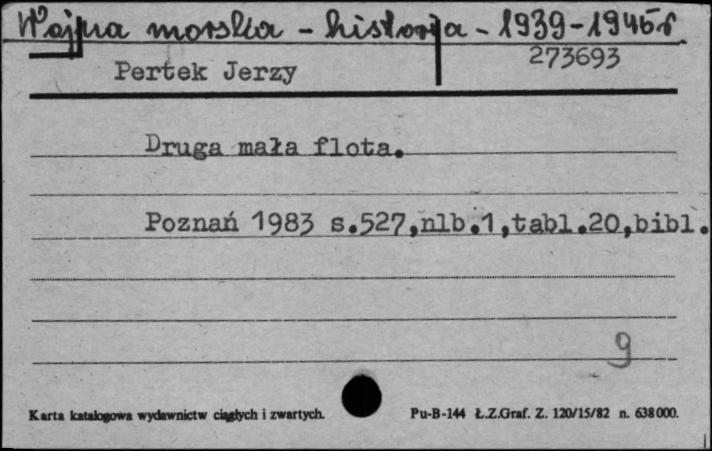 Wojna morska - historia - 1939-1945 r
273693
Pertek Jerzy
Druga mała flota.
Poznań 1983 s.527,nlb.1,tabl.20,bibl.
9
Karta katalogowa wydawnictw ciągłych i zwartych.
Pu-B-144 Ł.Z.Graf. Z. 120/15/82 n. 638000.